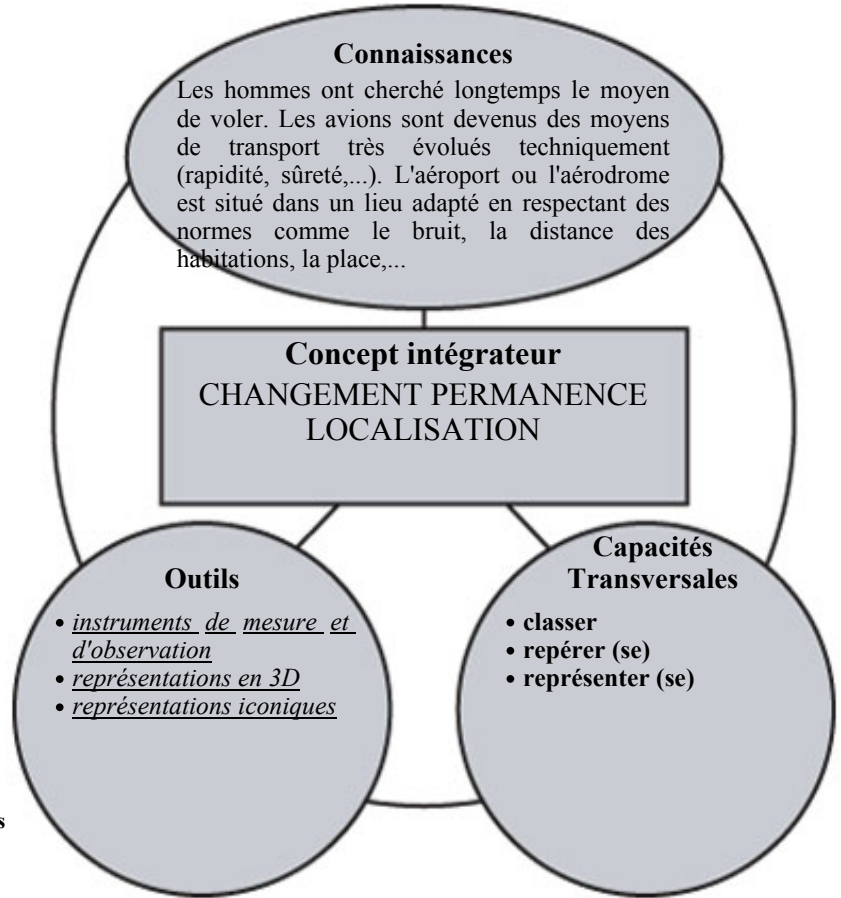 Connaissances
Les hommes ont cherché longtemps le moyen
de voler. Les avions sont devenus des moyens
de transport très évolués techniquement
(rapidité, sûreté,...). L'aéroport ou l'aérodrome
est situé dans un lieu adapté en respectant des
normes comme le bruit, la distance des
habitations, la place,...
Concept intégrateur
CHANGEMENT PERMANENCE
LOCALISATION
Outils
• instruments de mesure et
d'observation
• représentations en 3D
• représentations iconiques
Capacités
Transversales
• classer
• repérer (se)
• représenter (se)
s